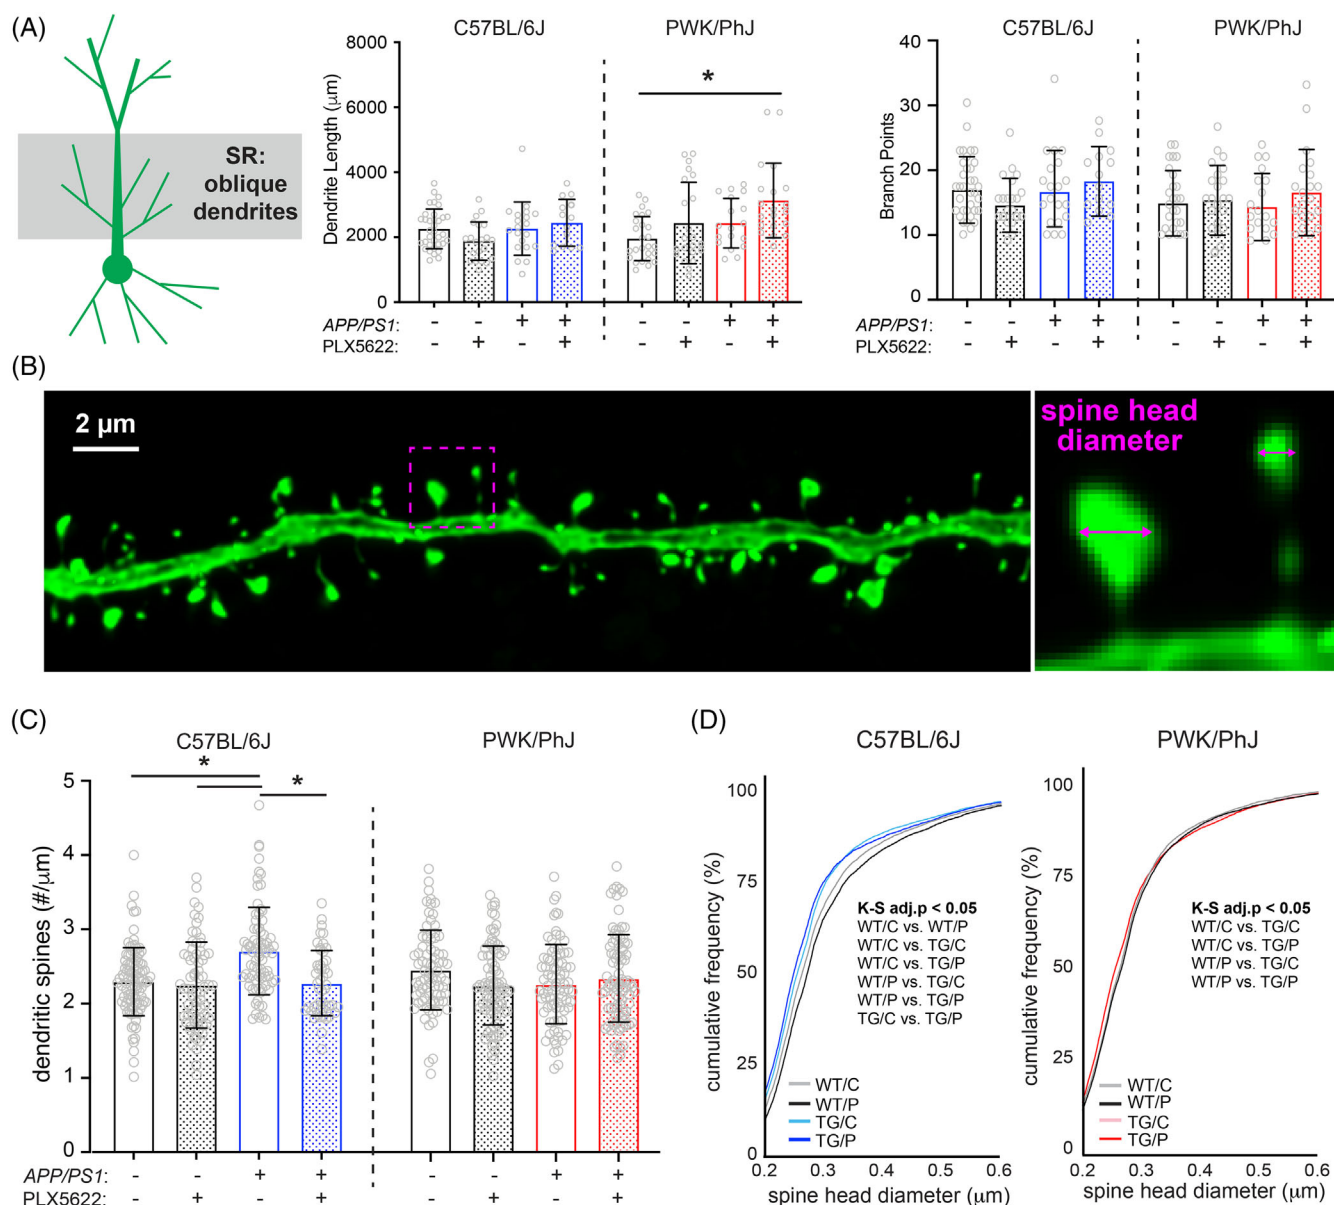 (A)
SR:
oblique
dendrites
C57BL/6J PWK/PhJ
Dendrite Length (μm)
8000
6000
4000
2000
0
*
APP/PS1: - - + + - - + +
PLX5622: - + - + - + - +
C57BL/6J PWK/PhJ
Branch Points
40
30
20
10
0
APP/PS1: - - + + - - + +
PLX5622: - + - + - + - +
(B)
2 μm
spine head
diameter
(C)
C57BL/6J PWK/PhJ
* *
dendritic spines (#/μm)
5
4
3
2
1
0
APP/PS1: - - + + - - + +
PLX5622: - + - + - + - +
(D)
C57BL/6J
cumulative frequency (%)
100
75
50
25
0
K-S adj.p < 0.05
WT/C vs. WT/P
WT/C vs. TG/C
WT/C vs. TG/P
WT/P vs. TG/C
WT/P vs. TG/P
TG/C vs. TG/P
WT/C
WT/P
TG/C
TG/P
0.2 0.3 0.4 0.5 0.6
spine head diameter (μm)
PWK/PhJ
cumulative frequency (%)
100
75
50
25
0
K-S adj.p < 0.05
WT/C vs. TG/C
WT/C vs. TG/P
WT/P vs. TG/C
WT/P vs. TG/P
WT/C
WT/P
TG/C
TG/P
0.2 0.3 0.4 0.5 0.6
spine head diameter (μm)